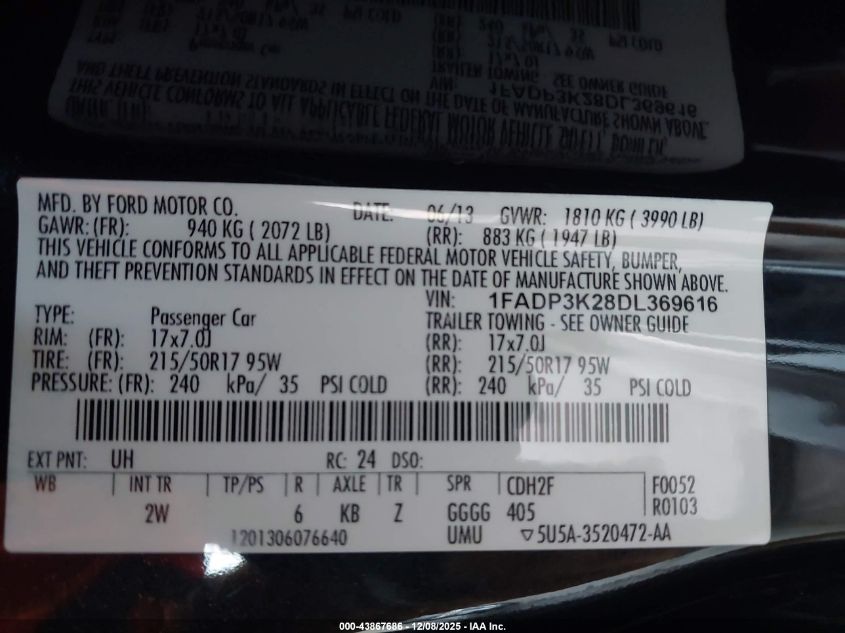 MFD. BY FORD MOTOR CO. DATE: 06/13 GVWR: 1810 KG ( 3990 LB)
GAWR: (FR): 940 KG ( 2072 LB) (RR): 883 KG ( 1947 LB)
THIS VEHICLE CONFORMS TO ALL APPLICABLE FEDERAL MOTOR VEHICLE SAFETY, BUMPER,
AND THEFT PREVENTION STANDARDS IN EFFECT ON THE DATE OF MANUFACTURE SHOWN ABOVE.
VIN: 1FADP3K28DL369616
TYPE: Passenger Car TRAILER TOWING - SEE OWNER GUIDE
RIM: (FR): 17x7.0J (RR): 17x7.0J
TIRE: (FR): 215/50R17 95W (RR): 215/50R17 95W
PRESSURE: (FR): 240 kPa/ 35 PSI COLD (RR): 240 kPa/ 35 PSI COLD
EXT PNT: UH RC: 24 DSO:
WB INT TR TP/PS R AXLE TR SPR CDH2F F0052
2W 6 KB Z GGGG 405 R0103
1201306076640 UMU ▽5U5A-3520472-AA
000-43867686 - 12/08/2025 - IAA Inc.